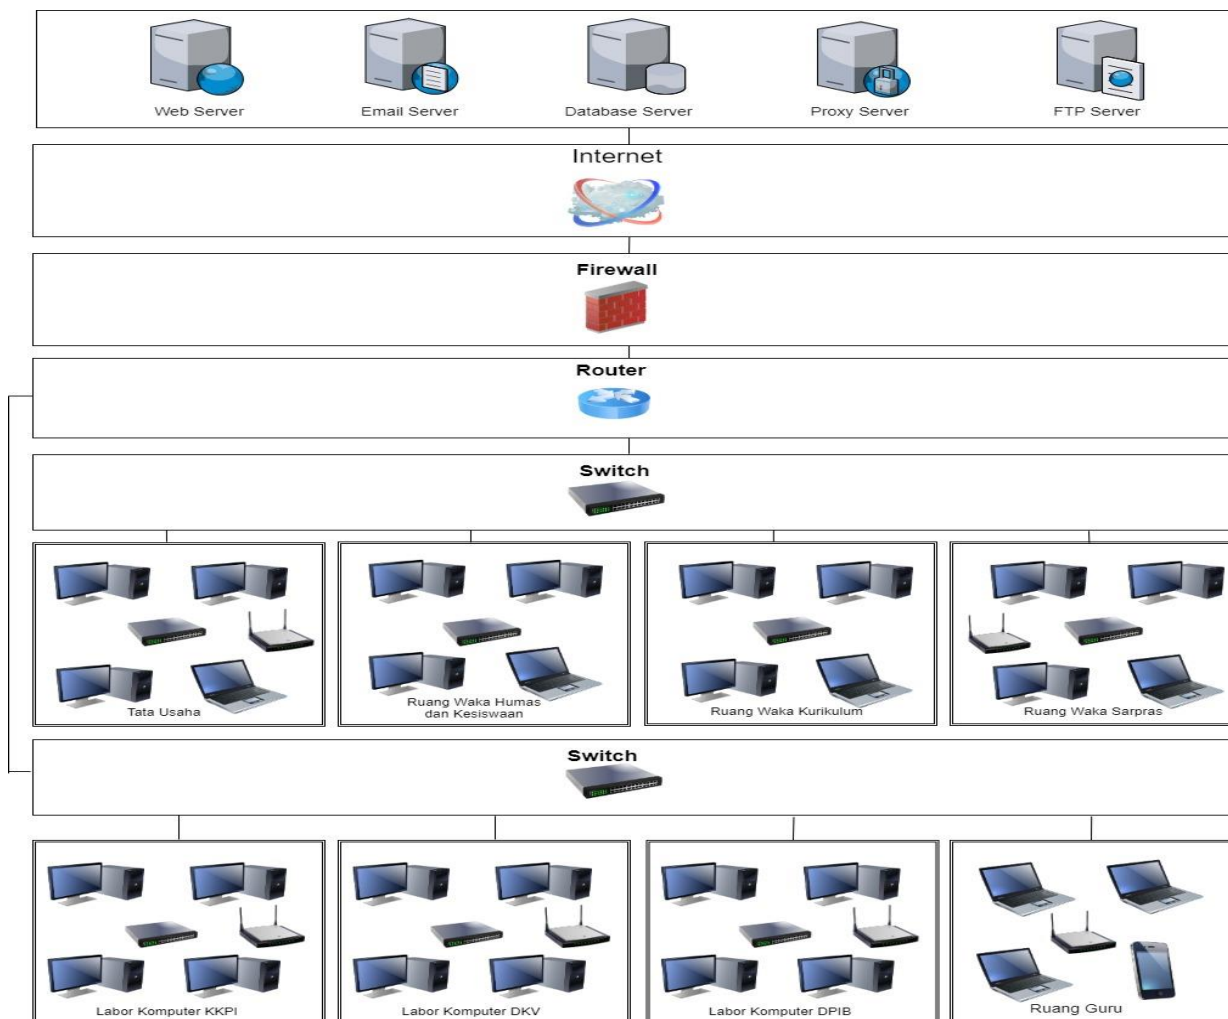 Web Server
Email Server
Database Server
Proxy Server
FTP Server
Internet
Firewall
Router
Switch
Tata Usaha
Ruang Waka Humas
dan Kesiswaan
Ruang Waka Kurikulum
Ruang Waka Sarpras
Switch
Labor Komputer KKPI
Labor Komputer DKV
Labor Komputer DPIB
Ruang Guru